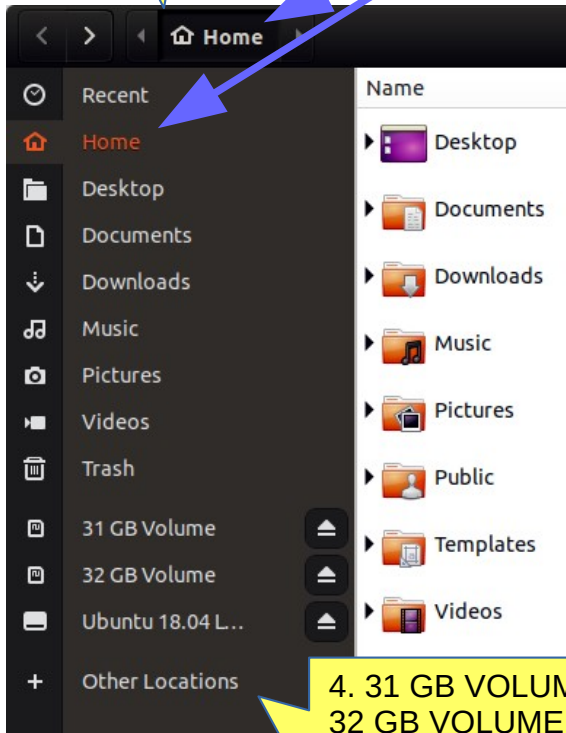 Home
Recent
Home
Desktop
Documents
Downloads
Music
Pictures
Videos
Trash
31 GB Volume
32 GB Volume
Ubuntu 18.04 L...
Other Locations
Name
Desktop
Documents
Downloads
Music
Pictures
Public
Templates
Videos
4. 31 GB VOLUM
32 GB VOLUME